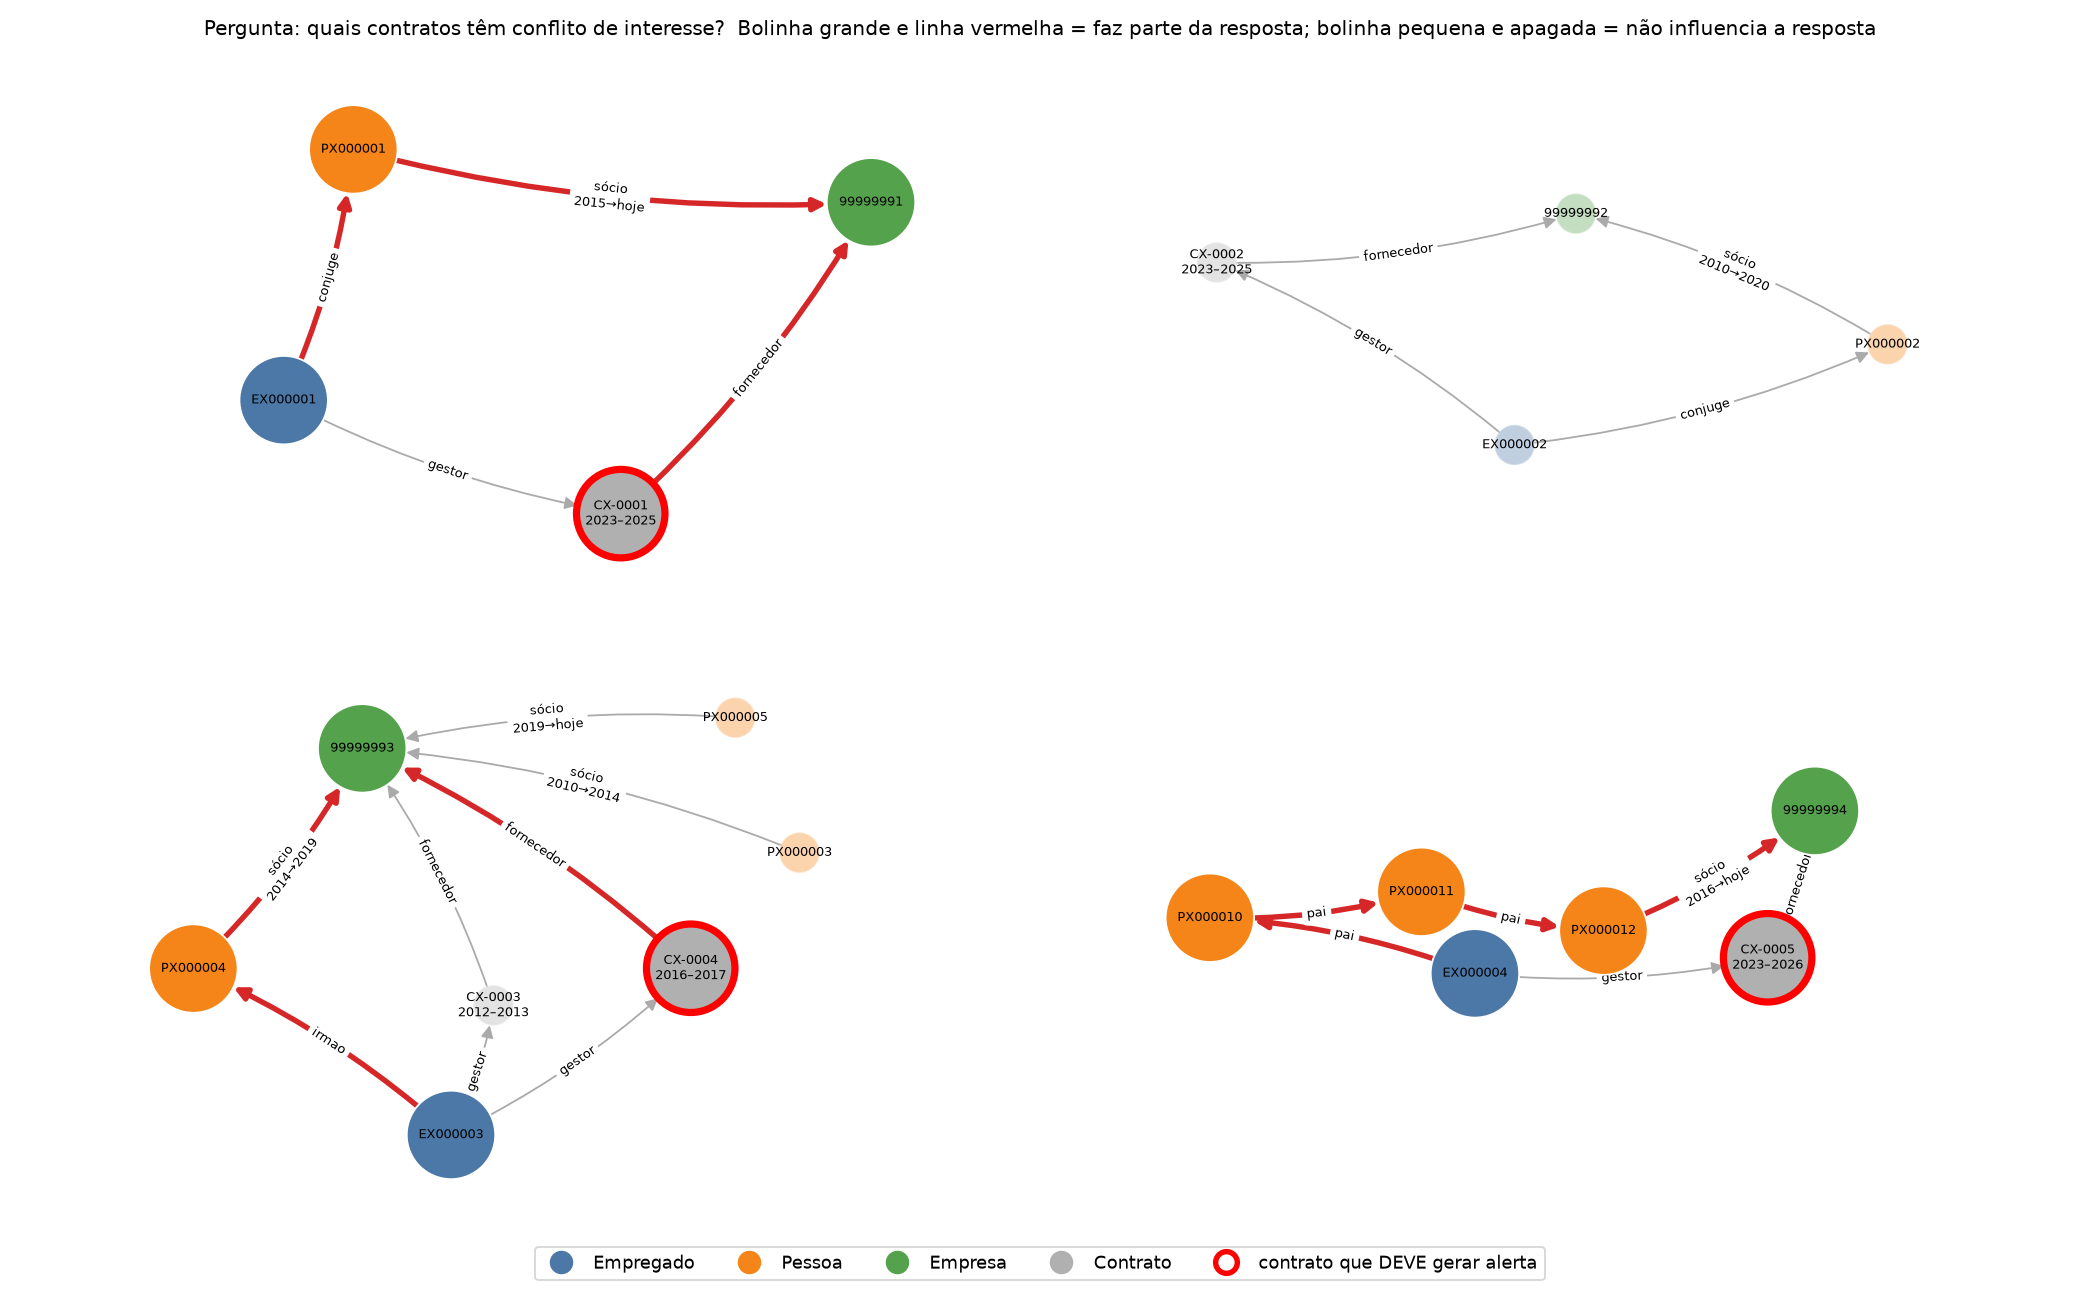 Pergunta: quais contratos têm conflito de interesse?  Bolinha grande e linha vermelha = faz parte da resposta; bolinha pequena e apagada = não influencia a resposta
PX000001
sócio
2015→hoje
99999991
conjuge
EX000001
gestor
fornecedor
CX-0001
2023–2025
99999992
CX-0002
2023–2025
fornecedor
sócio
2010→2020
gestor
PX000002
conjuge
EX000002
99999993
sócio
2019→hoje
PX000005
sócio
2010→2014
PX000003
sócio
2014→2019
fornecedor
fornecedor
PX000004
CX-0003
2012–2013
CX-0004
2016–2017
irmao
gestor
gestor
EX000003
99999994
PX000010
pai
PX000011
pai
pai
PX000012
sócio
2016→hoje
ornecedor
EX000004
gestor
CX-0005
2023–2026
Empregado
Pessoa
Empresa
Contrato
contrato que DEVE gerar alerta